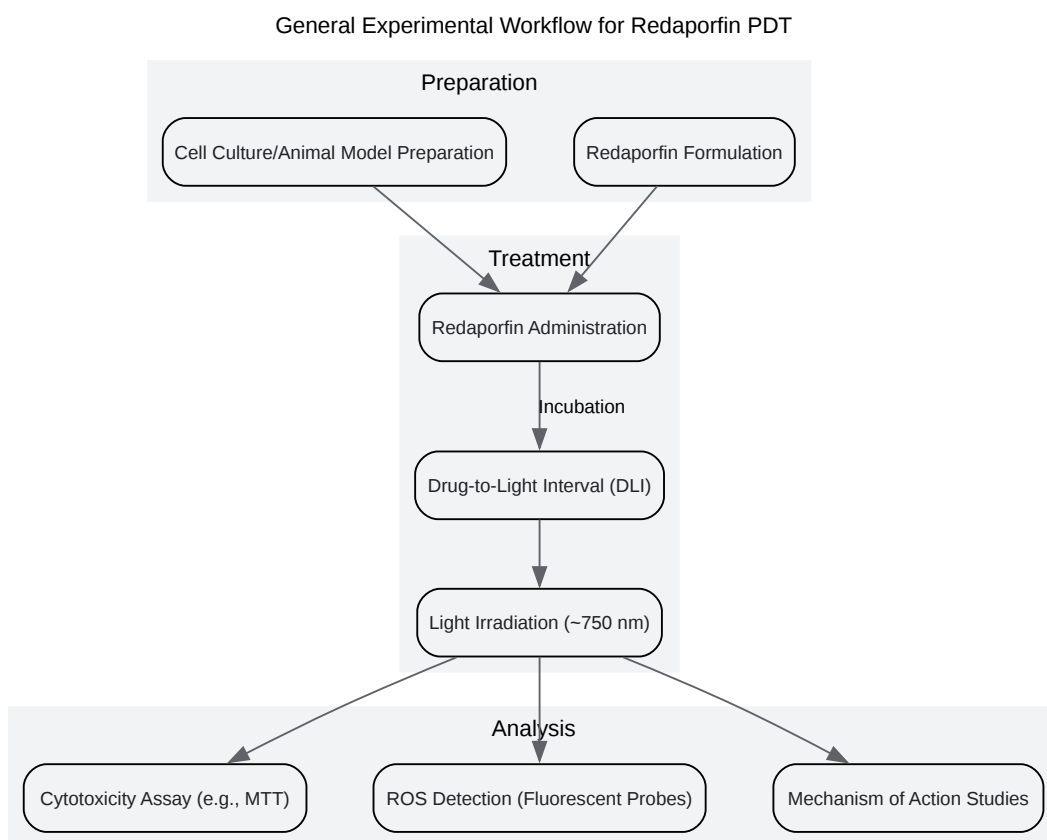 General Experimental Workflow for Redaporfin PDT
Preparation
Cell Culture/Animal Model Preparation
Redaporfin Formulation
Treatment
Redaporfin Administration
Incubation
Drug-to-Light Interval (DLI)
Light Irradiation (~750 nm)
Analysis
Cytotoxicity Assay (e.g., MTT)
ROS Detection (Fluorescent Probes)
Mechanism of Action Studies